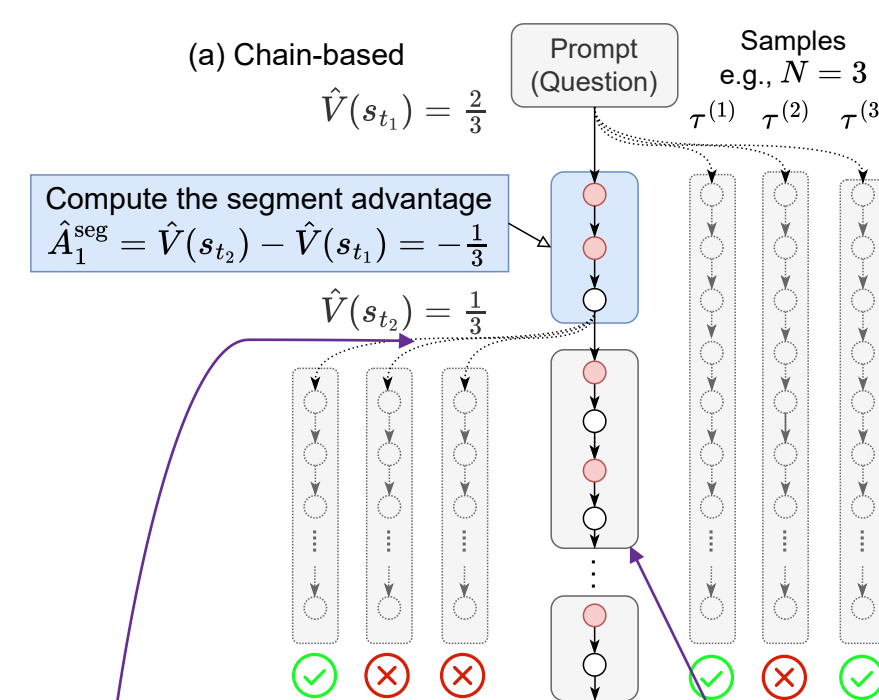 (a) Chain-based
Prompt
(Question)
Samples
e.g., N = 3
V̂(s_{t_1}) = 2/3
τ^{(1)} τ^{(2)} τ^{(3
Compute the segment advantage
Â_1^{seg} = V̂(s_{t_2}) − V̂(s_{t_1}) = −1/3
V̂(s_{t_2}) = 1/3